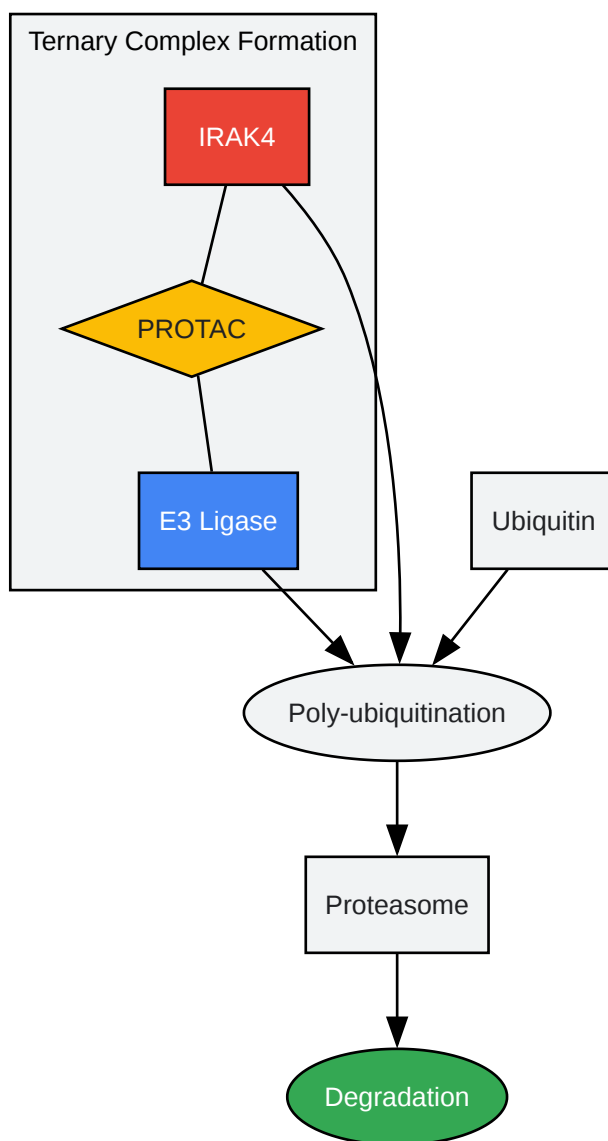 Ternary Complex Formation
IRAK4
PROTAC
E3 Ligase
Ubiquitin
Poly-ubiquitination
Proteasome
Degradation